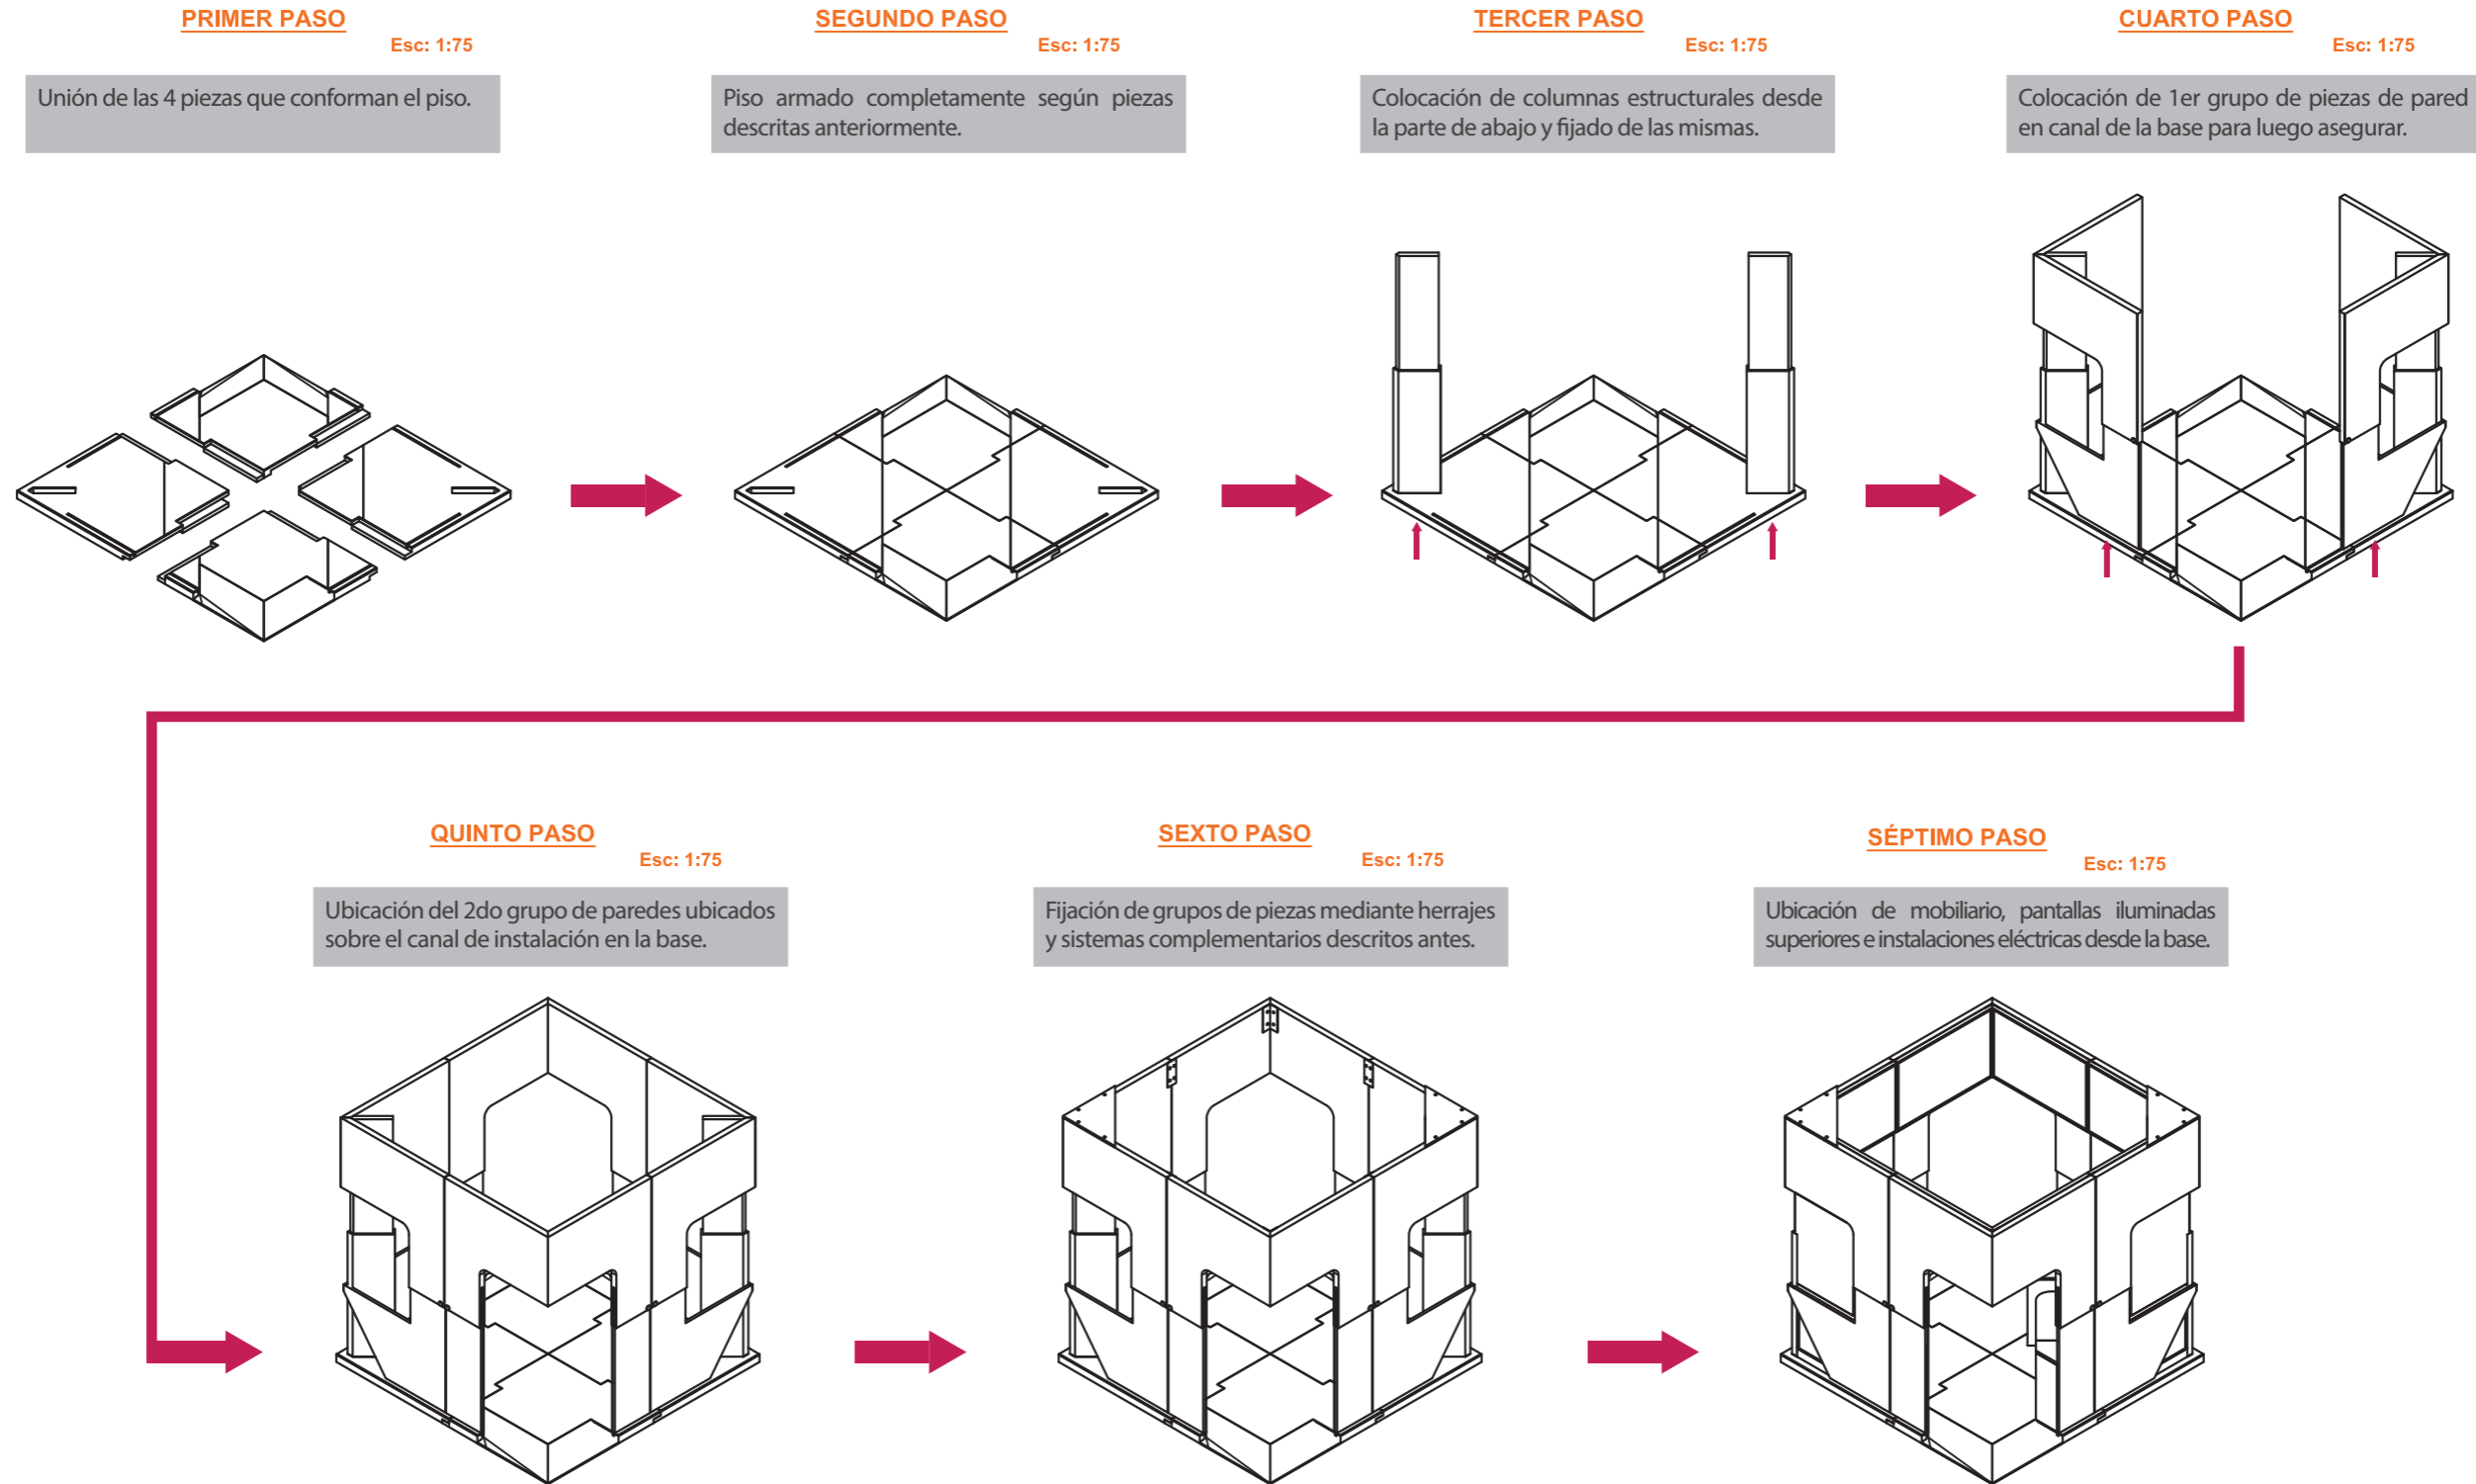 PRIMER PASO
Esc: 1:75
Unión de las 4 piezas que conforman el piso.
SEGUNDO PASO
Esc: 1:75
Piso armado completamente según piezas
descritas anteriormente.
TERCER PASO
Esc: 1:75
Colocación de columnas estructurales desde
la parte de abajo y fijado de las mismas.
CUARTO PASO
Esc: 1:75
Colocación de 1er grupo de piezas de pared
en canal de la base para luego asegurar.
QUINTO PASO
Esc: 1:75
Ubicación del 2do grupo de paredes ubicados
sobre el canal de instalación en la base.
SEXTO PASO
Esc: 1:75
Fijación de grupos de piezas mediante herrajes
y sistemas complementarios descritos antes.
SÉPTIMO PASO
Esc: 1:75
Ubicación de mobiliario, pantallas iluminadas
superiores e instalaciones eléctricas desde la base.